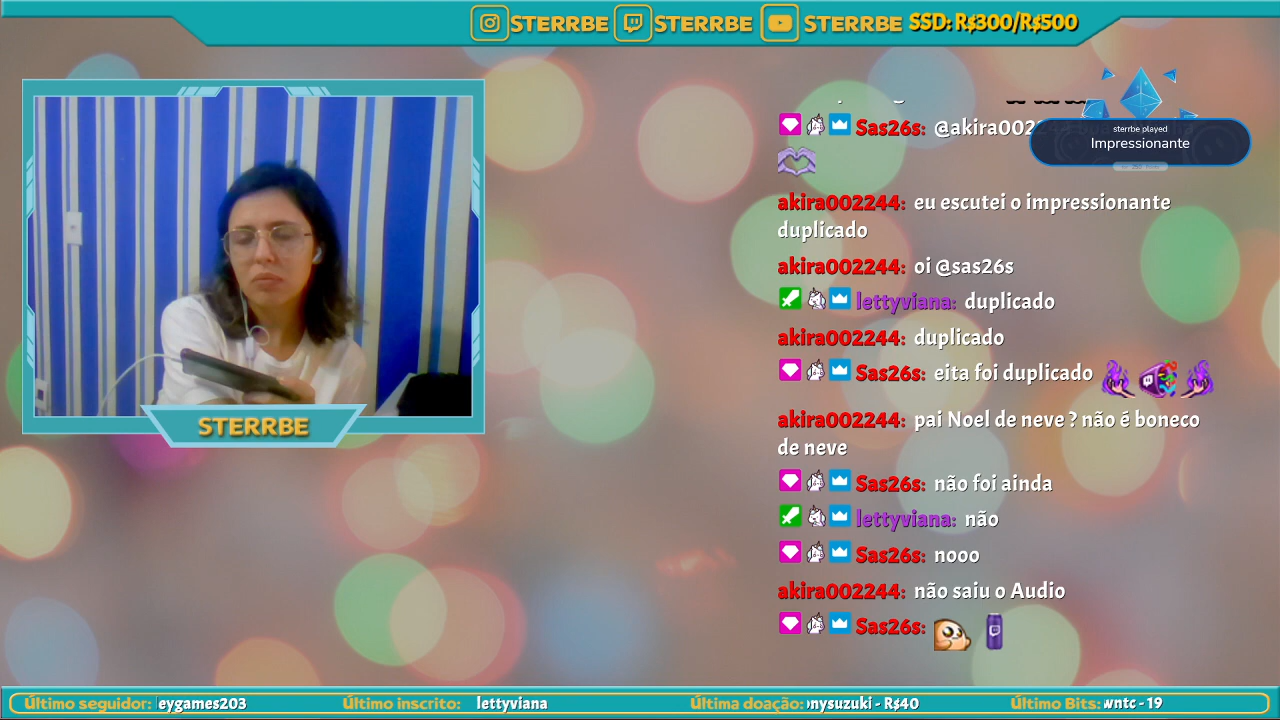 STERRBE STERRBE STERRBE SSD: R$300/R$500
Sas26s: @akira002
sterrbe played
Impressionante
akira002244: eu escutei o impressionante
duplicado
akira002244: oi @sas26s
lettyviana: duplicado
akira002244: duplicado
Sas26s: eita foi duplicado
akira002244: pai Noel de neve ? não é boneco
de neve
Sas26s: não foi ainda
lettyviana: não
Sas26s: nooo
akira002244: não saiu o Audio
Sas26s:
STERRBE
Último seguidor: eygames203 Último inscrito: lettyviana Última doação: onysuzuki - R$40 Último Bits: wntc - 19